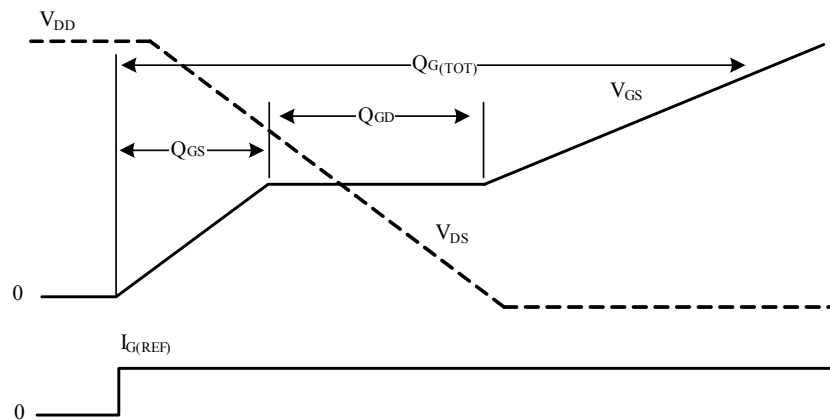 V_DD
Q_G(TOT)
V_GS
Q_GD
Q_GS
V_DS
0
I_G(REF)
0